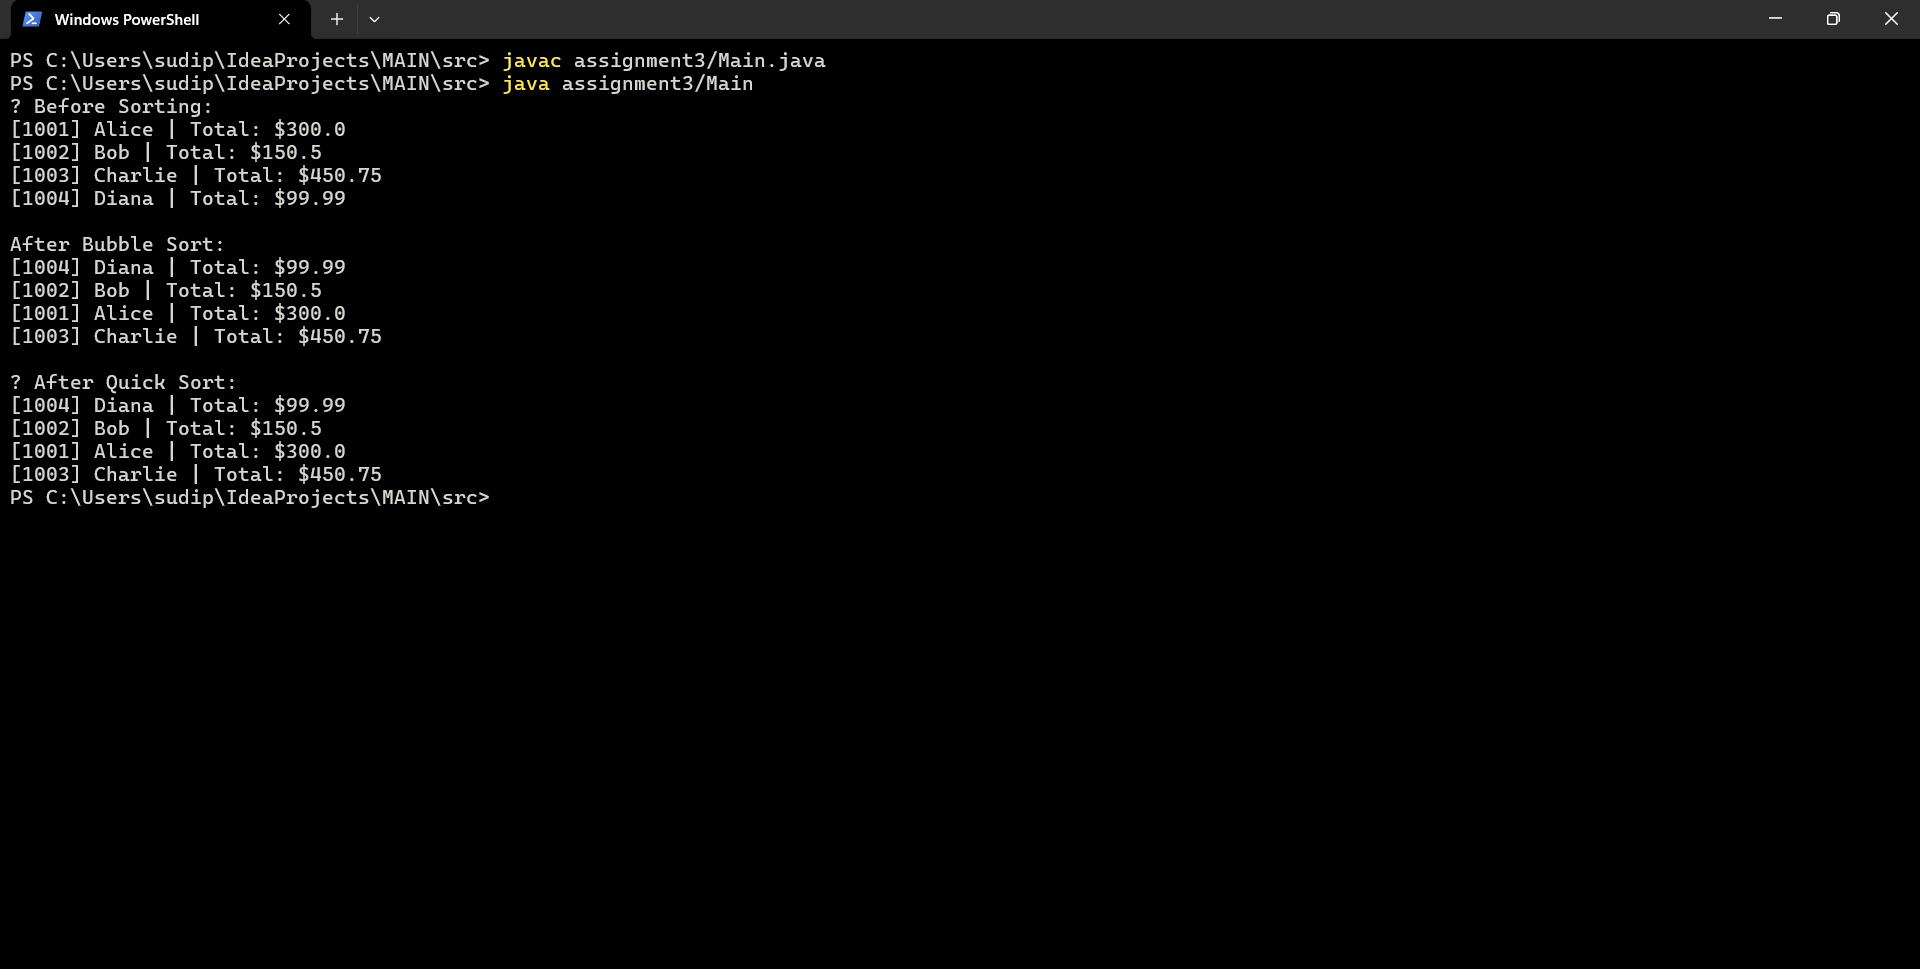 Windows PowerShell
PS C:\Users\sudip\IdeaProjects\MAIN\src> javac assignment3/Main.java
PS C:\Users\sudip\IdeaProjects\MAIN\src> java assignment3/Main
? Before Sorting:
[1001] Alice | Total: $300.0
[1002] Bob | Total: $150.5
[1003] Charlie | Total: $450.75
[1004] Diana | Total: $99.99

After Bubble Sort:
[1004] Diana | Total: $99.99
[1002] Bob | Total: $150.5
[1001] Alice | Total: $300.0
[1003] Charlie | Total: $450.75

? After Quick Sort:
[1004] Diana | Total: $99.99
[1002] Bob | Total: $150.5
[1001] Alice | Total: $300.0
[1003] Charlie | Total: $450.75
PS C:\Users\sudip\IdeaProjects\MAIN\src>